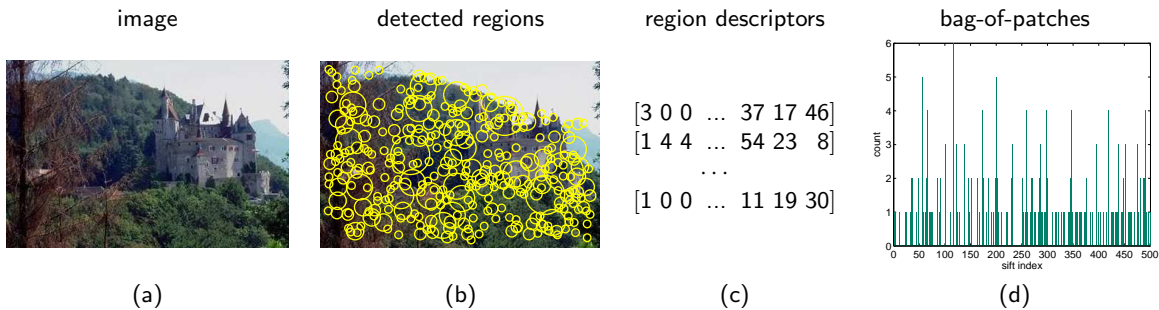 image
detected regions
region descriptors
bag-of-patches
[3 0 0 ... 37 17 46]
[1 4 4 ... 54 23 8]
...
[1 0 0 ... 11 19 30]
6
5
4
3
2
1
0
count
0 50 100 150 200 250 300 350 400 450 500
sift index
(a)
(b)
(c)
(d)